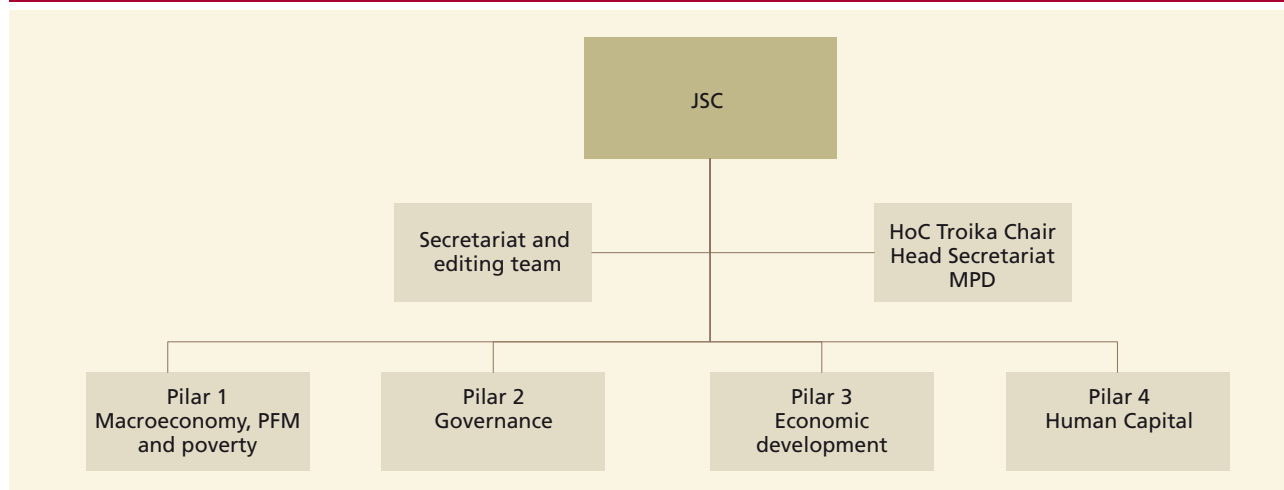 JSC
Secretariat and
editing team
HoC Troika Chair
Head Secretariat
MPD
Pilar 1
Macroeconomy, PFM
and poverty
Pilar 2
Governance
Pilar 3
Economic
development
Pilar 4
Human Capital